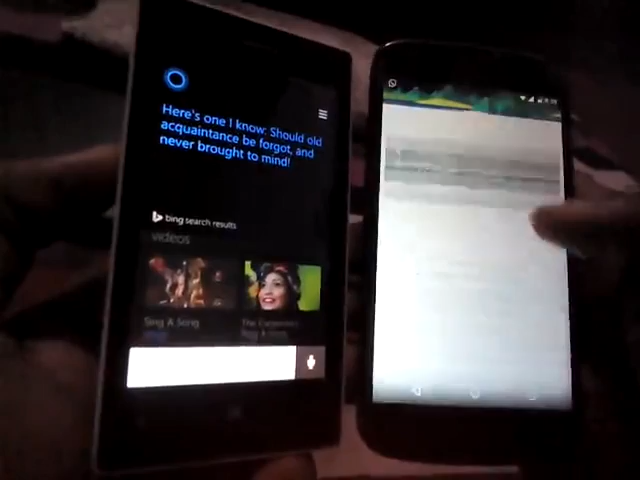 Here's one I know: Should old
acquaintance be forgot, and
never brought to mind!
bing search results
videos
Sing A Song
The